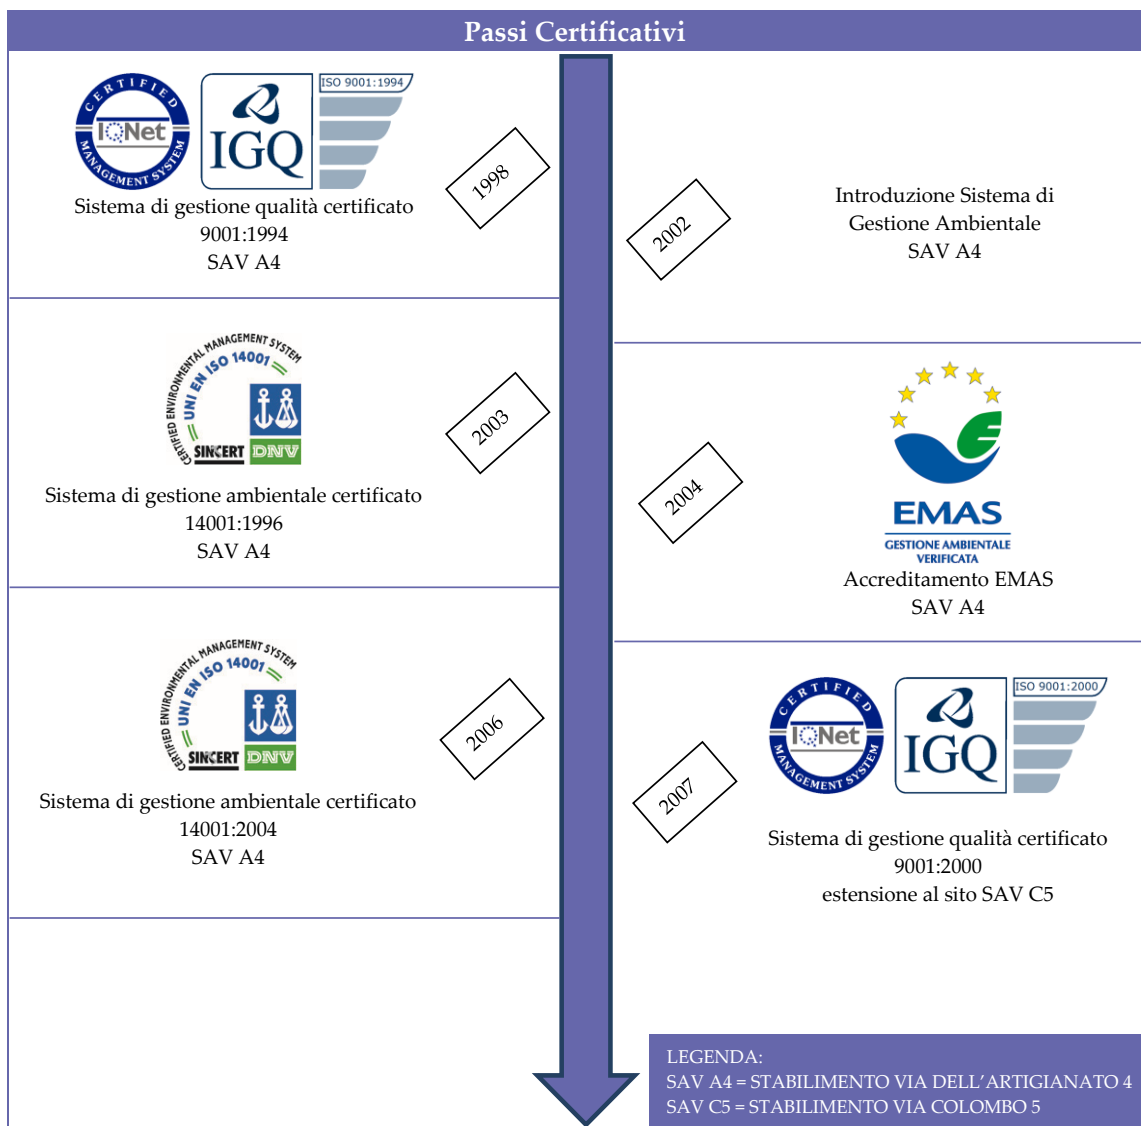 Passi Certificativi
CERTIFIED
IQNet
MANAGEMENT SYSTEM
IGQ
ISO 9001:1994
1998
Sistema di gestione qualità certificato
9001:1994
SAV A4
2002
Introduzione Sistema di
Gestione Ambientale
SAV A4
CERTIFIED ENVIRONMENTAL MANAGEMENT SYSTEM
UNI EN ISO 14001
SINCERT
DNV
2003
Sistema di gestione ambientale certificato
14001:1996
SAV A4
2004
EMAS
GESTIONE AMBIENTALE
VERIFICATA
Accreditamento EMAS
SAV A4
CERTIFIED ENVIRONMENTAL MANAGEMENT SYSTEM
UNI EN ISO 14001
SINCERT
DNV
2006
Sistema di gestione ambientale certificato
14001:2004
SAV A4
2007
CERTIFIED
IQNet
MANAGEMENT SYSTEM
IGQ
ISO 9001:2000
Sistema di gestione qualità certificato
9001:2000
estensione al sito SAV C5
LEGENDA:
SAV A4 = STABILIMENTO VIA DELL’ARTIGIANATO 4
SAV C5 = STABILIMENTO VIA COLOMBO 5